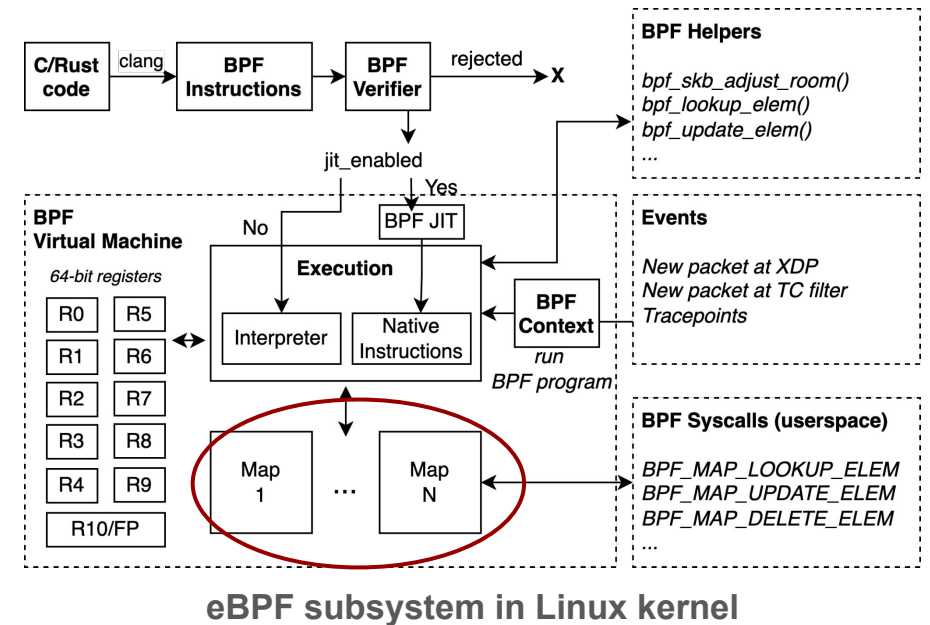 C/Rust
code
clang
BPF
Instructions
BPF
Verifier
rejected
X
jit_enabled
No
Yes
BPF JIT
BPF
Virtual Machine
64-bit registers
R0
R5
R1
R6
R2
R7
R3
R8
R4
R9
R10/FP
Execution
Interpreter
Native
Instructions
BPF
Context
run
BPF program
Map
1
...
Map
N
BPF Helpers
bpf_skb_adjust_room()
bpf_lookup_elem()
bpf_update_elem()
...
Events
New packet at XDP
New packet at TC filter
Tracepoints
BPF Syscalls (userspace)
BPF_MAP_LOOKUP_ELEM
BPF_MAP_UPDATE_ELEM
BPF_MAP_DELETE_ELEM
...
eBPF subsystem in Linux kernel